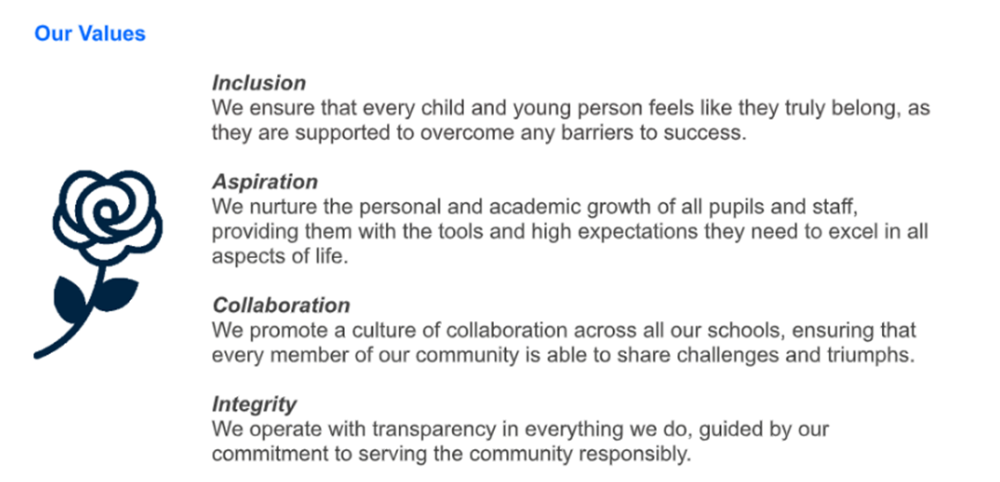 Our Values
Inclusion
We ensure that every child and young person feels like they truly belong, as
they are supported to overcome any barriers to success.
Aspiration
We nurture the personal and academic growth of all pupils and staff,
providing them with the tools and high expectations they need to excel in all
aspects of life.
Collaboration
We promote a culture of collaboration across all our schools, ensuring that
every member of our community is able to share challenges and triumphs.
Integrity
We operate with transparency in everything we do, guided by our
commitment to serving the community responsibly.